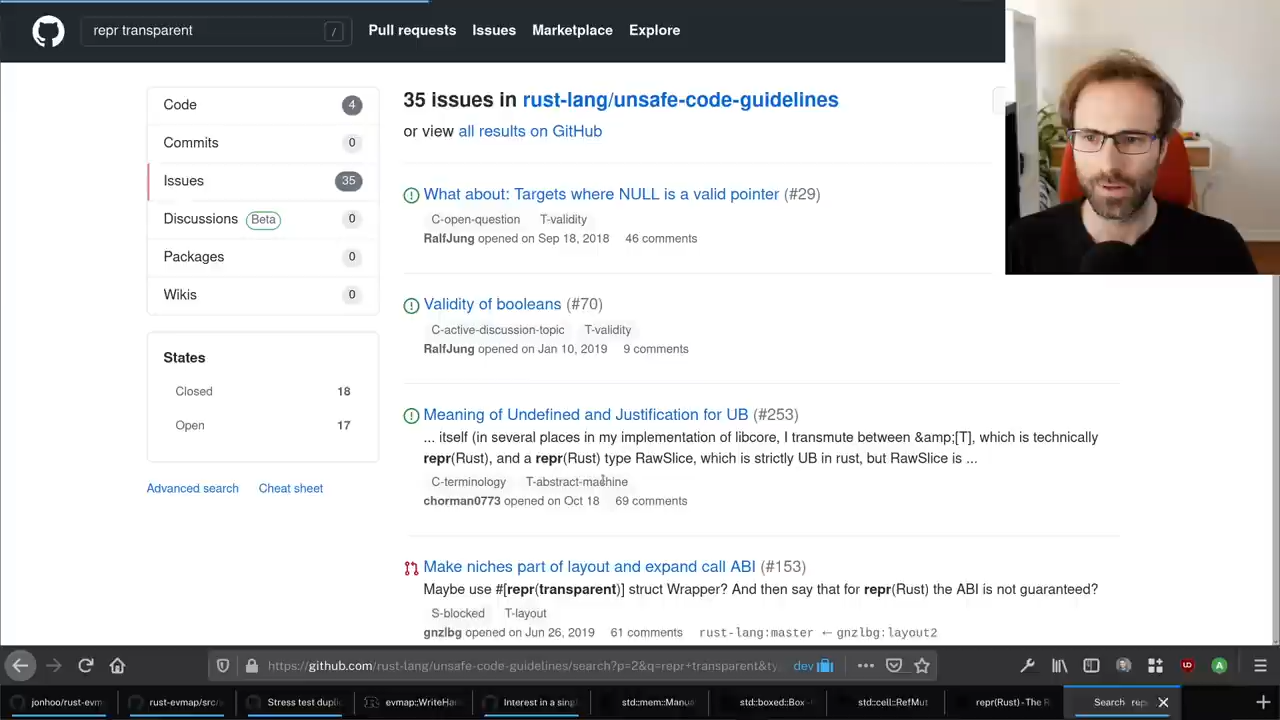 repr transparent
/
Pull requests
Issues
Marketplace
Explore
Code 4
Commits 0
Issues 35
Discussions Beta 0
Packages 0
Wikis 0
States
Closed 18
Open 17
Advanced search Cheat sheet
35 issues in rust-lang/unsafe-code-guidelines
or view all results on GitHub
What about: Targets where NULL is a valid pointer (#29)
C-open-question T-validity
RalfJung opened on Sep 18, 2018 46 comments
Validity of booleans (#70)
C-active-discussion-topic T-validity
RalfJung opened on Jan 10, 2019 9 comments
Meaning of Undefined and Justification for UB (#253)
... itself (in several places in my implementation of libcore, I transmute between &amp;[T], which is technically
repr(Rust), and a repr(Rust) type RawSlice, which is strictly UB in rust, but RawSlice is ...
C-terminology T-abstract-machine
chorman0773 opened on Oct 18 69 comments
Make niches part of layout and expand call ABI (#153)
Maybe use #[repr(transparent)] struct Wrapper? And then say that for repr(Rust) the ABI is not guaranteed?
S-blocked T-layout
gnzlbg opened on Jun 26, 2019 61 comments rust-lang:master ← gnzlbg:layout2
https://github.com/rust-lang/unsafe-code-guidelines/search?p=2&q=repr+transparent&ty
dev
jonhoo/rust-evm
rust-evmap/src/
Stress test dupli
evmap::WriteHa
Interest in a sing
std::mem::Manu
std::boxed::Box
std::cell::RefMut
repr(Rust) - The R
Search · repr